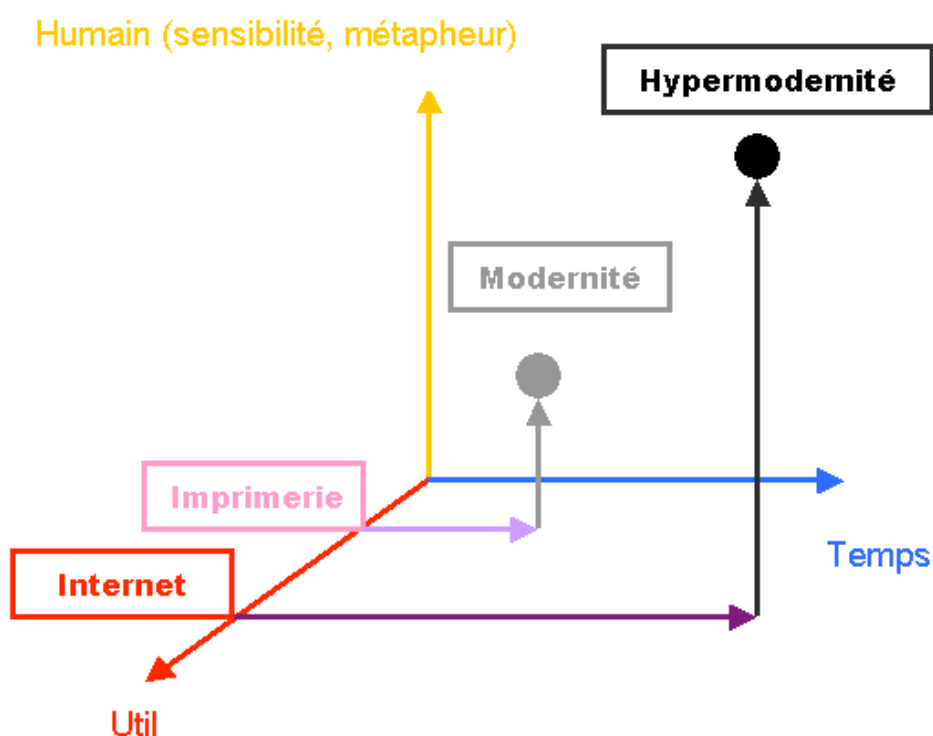 Humain (sensibilité, métapheur)
Hypermodernité
Modernité
Imprimerie
Internet
Temps
Util